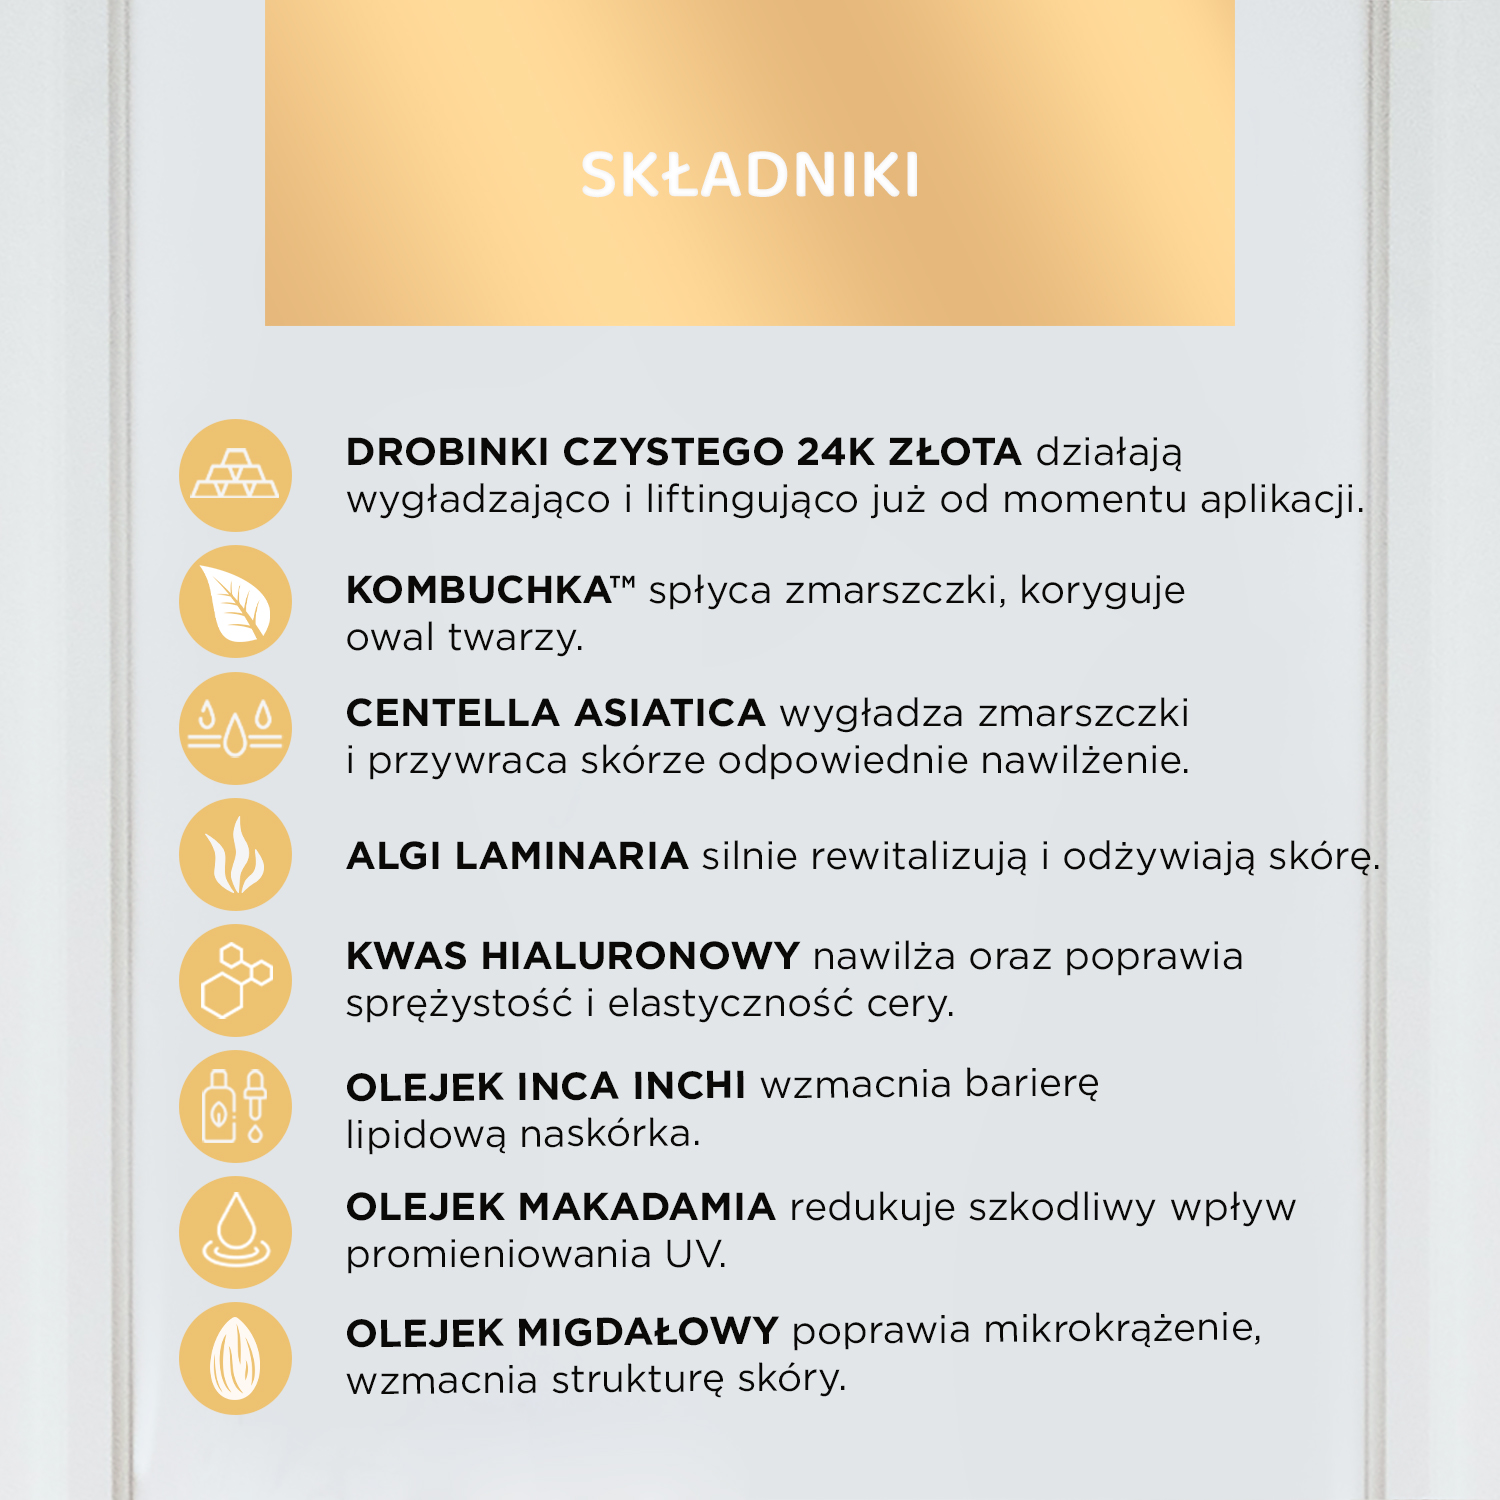 SKŁADNIKI
DROBINKI CZYSTEGO 24K ZŁOTA działają
wygładzająco i liftingująco już od momentu aplikacji.
KOMBUCHKA™ spłyca zmarszczki, koryguje
owal twarzy.
CENTELLA ASIATICA wygładza zmarszczki
i przywraca skórze odpowiednie nawilżenie.
ALGI LAMINARIA silnie rewitalizują i odżywiają skórę.
KWAS HIALURONOWY nawilża oraz poprawia
sprężystość i elastyczność cery.
OLEJEK INCA INCHI wzmacnia barierę
lipidową naskórka.
OLEJEK MAKADAMIA redukuje szkodliwy wpływ
promieniowania UV.
OLEJEK MIGDAŁOWY poprawia mikrokrążenie,
wzmacnia strukturę skóry.